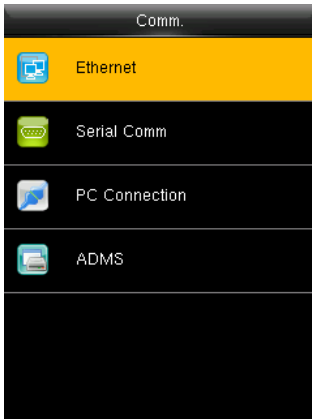 Comm.
Ethernet
Serial Comm
PC Connection
ADMS